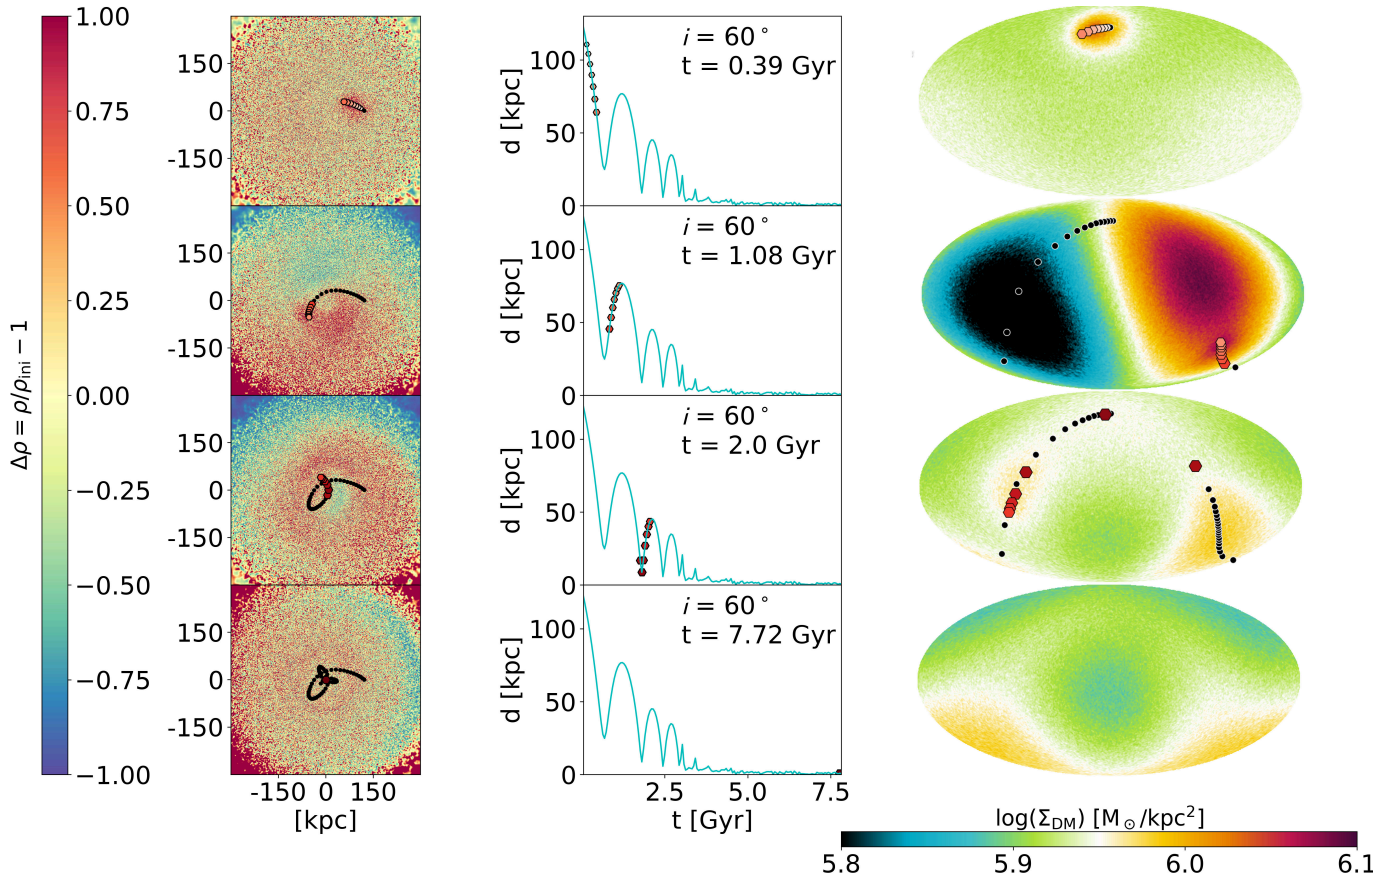 1.00
0.75
0.50
0.25
0.00
−0.25
−0.50
−0.75
−1.00
Δρ = ρ/ρini − 1
150
0
-150
150
0
-150
150
0
-150
150
0
-150
-150 0 150
[kpc]
d [kpc]
100
50
0
i = 60°
t = 0.39 Gyr
d [kpc]
100
50
0
i = 60°
t = 1.08 Gyr
d [kpc]
100
50
0
i = 60°
t = 2.0 Gyr
d [kpc]
100
50
0
i = 60°
t = 7.72 Gyr
2.5 5.0 7.5
t [Gyr]
log(ΣDM) [M⊙/kpc²]
5.8 5.9 6.0 6.1